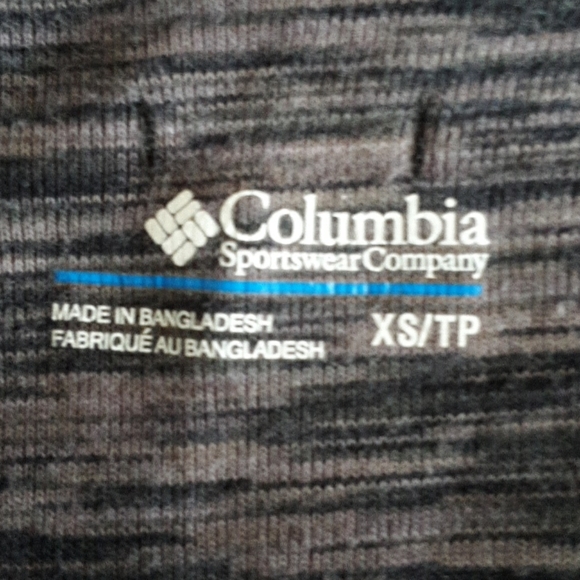 Columbia
Sportswear Company
MADE IN BANGLADESH
FABRIQUÉ AU BANGLADESH
XS/TP